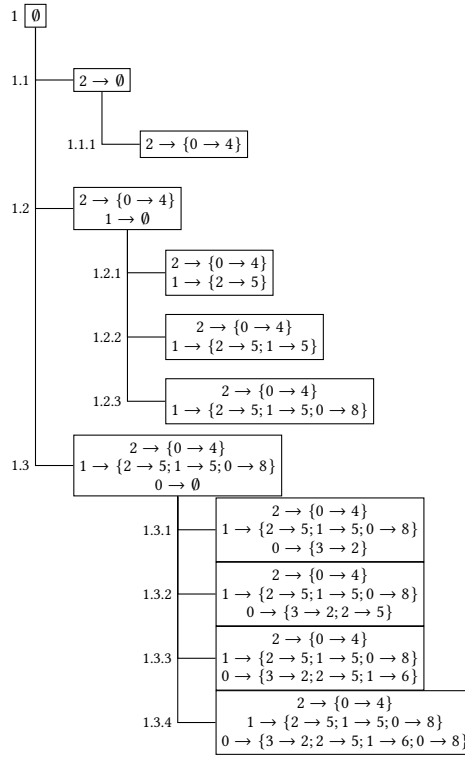 1 ∅
1.1 2 → ∅
1.1.1 2 → {0 → 4}
1.2 2 → {0 → 4}
1 → ∅
1.2.1 2 → {0 → 4}
1 → {2 → 5}
1.2.2 2 → {0 → 4}
1 → {2 → 5; 1 → 5}
1.2.3 2 → {0 → 4}
1 → {2 → 5; 1 → 5; 0 → 8}
1.3 2 → {0 → 4}
1 → {2 → 5; 1 → 5; 0 → 8}
0 → ∅
1.3.1 2 → {0 → 4}
1 → {2 → 5; 1 → 5; 0 → 8}
0 → {3 → 2}
1.3.2 2 → {0 → 4}
1 → {2 → 5; 1 → 5; 0 → 8}
0 → {3 → 2; 2 → 5}
1.3.3 2 → {0 → 4}
1 → {2 → 5; 1 → 5; 0 → 8}
0 → {3 → 2; 2 → 5; 1 → 6}
1.3.4 2 → {0 → 4}
1 → {2 → 5; 1 → 5; 0 → 8}
0 → {3 → 2; 2 → 5; 1 → 6; 0 → 8}